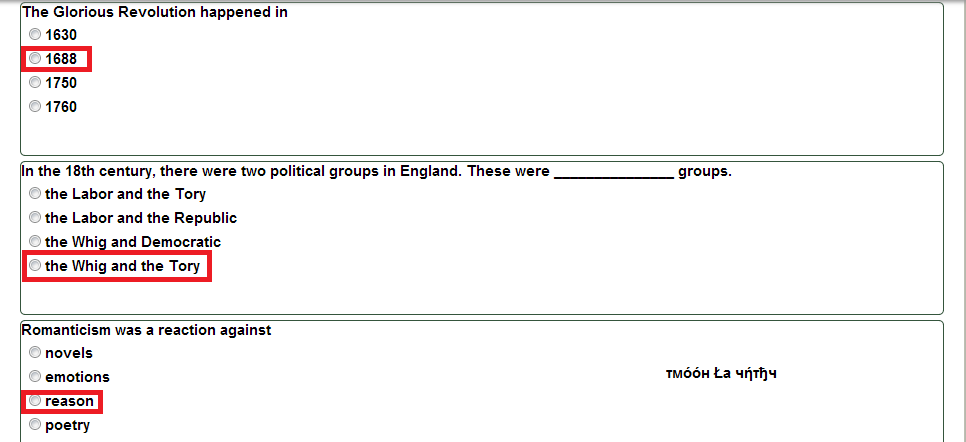 The Glorious Revolution happened in
1630
1688
1750
1760
In the 18th century, there were two political groups in England. These were _______________ groups.
the Labor and the Tory
the Labor and the Republic
the Whig and Democratic
the Whig and the Tory
Romanticism was a reaction against
novels
emotions
тмóóн Ła чήтђч
reason
poetry